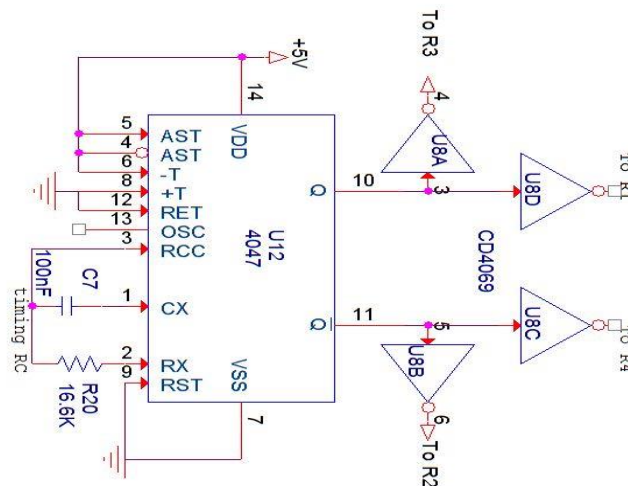 +5V
14
VDD
5
AST
4
AST
6
-T
8
+T
12
RET
13
OSC
3
RCC
1
CX
2
RX
9
RST
VSS
7
U12
4047
Q
10
Q
11
C7
100nF
timing RC
R20
16.6K
To R3
4
U8A
3
U8D
CD4069
5
U8B
6
To R2
U8C
To R4